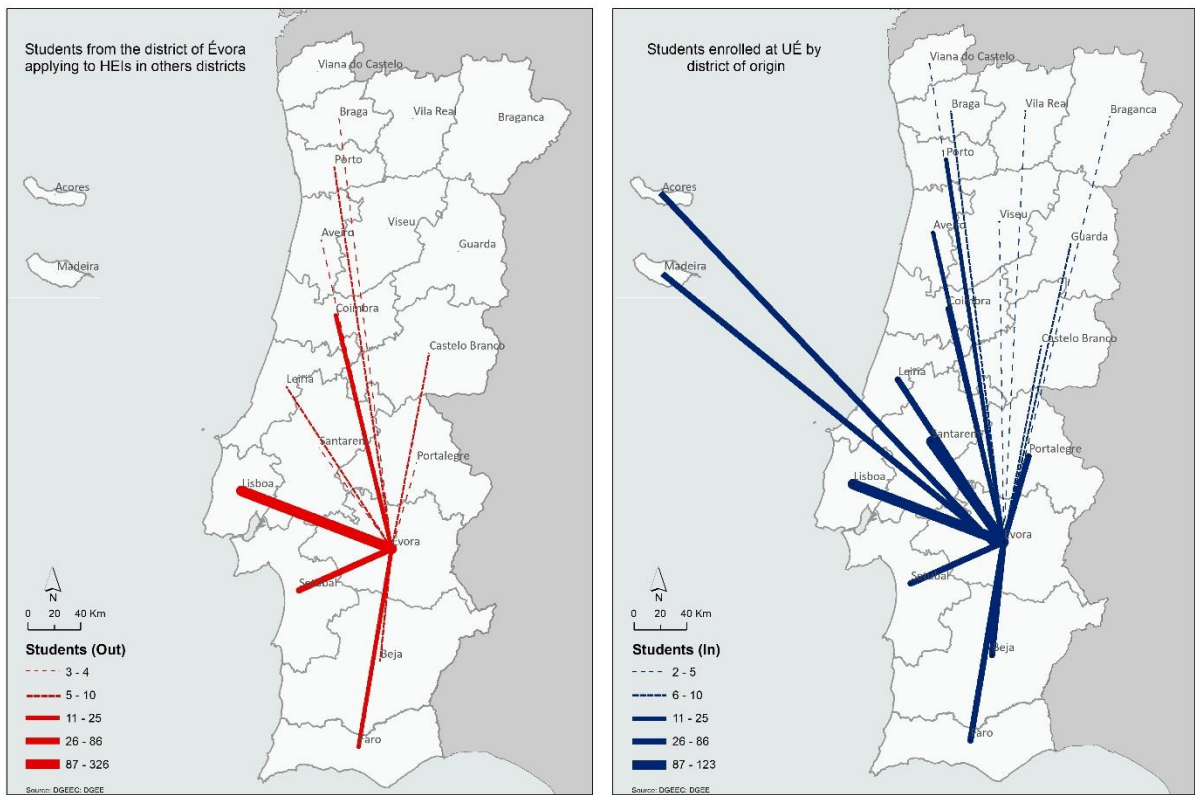 Students from the district of Évora
applying to HEIs in others districts
Viana do Castelo
Braga
Vila Real
Braganca
Porto
Acores
Viseu
Aveiro
Guarda
Madeira
Coimbra
Castelo Branco
Leiria
Santarem
Portalegre
Lisboa
Évora
Setubal
N
0 20 40 Km
Beja
Students (Out)
3 - 4
5 - 10
11 - 25
26 - 86
87 - 326
Faro
Source: DGEEC; DGEE
Students enrolled at UÉ by
district of origin
Viana do Castelo
Braga
Vila Real
Braganca
Porto
Acores
Viseu
Aveiro
Guarda
Madeira
Coimbra
Castelo Branco
Leiria
Santarem
Portalegre
Lisboa
Évora
Setubal
N
0 20 40 Km
Beja
Students (In)
2 - 5
6 - 10
11 - 25
26 - 86
87 - 123
Faro
Source: DGEEC; DGEE